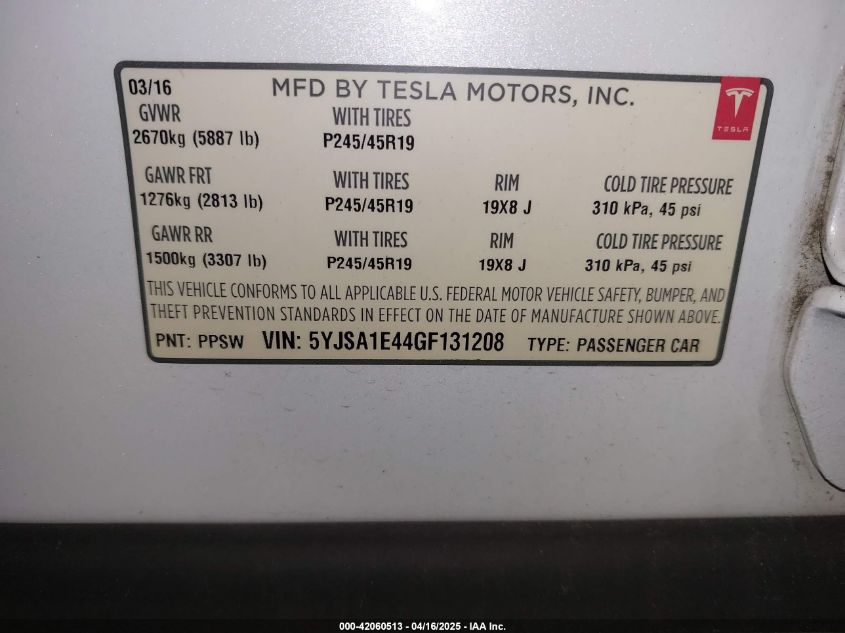 03/16 MFD BY TESLA MOTORS, INC.
GVWR WITH TIRES
2670kg (5887 lb) P245/45R19
TESLA
GAWR FRT WITH TIRES RIM COLD TIRE PRESSURE
1276kg (2813 lb) P245/45R19 19X8 J 310 kPa, 45 psi
GAWR RR WITH TIRES RIM COLD TIRE PRESSURE
1500kg (3307 lb) P245/45R19 19X8 J 310 kPa, 45 psi
THIS VEHICLE CONFORMS TO ALL APPLICABLE U.S. FEDERAL MOTOR VEHICLE SAFETY, BUMPER, AND
THEFT PREVENTION STANDARDS IN EFFECT ON THE DATE OF MANUFACTURE SHOWN ABOVE.
PNT: PPSW VIN: 5YJSA1E44GF131208 TYPE: PASSENGER CAR
000-42060513 - 04/16/2025 - IAA Inc.